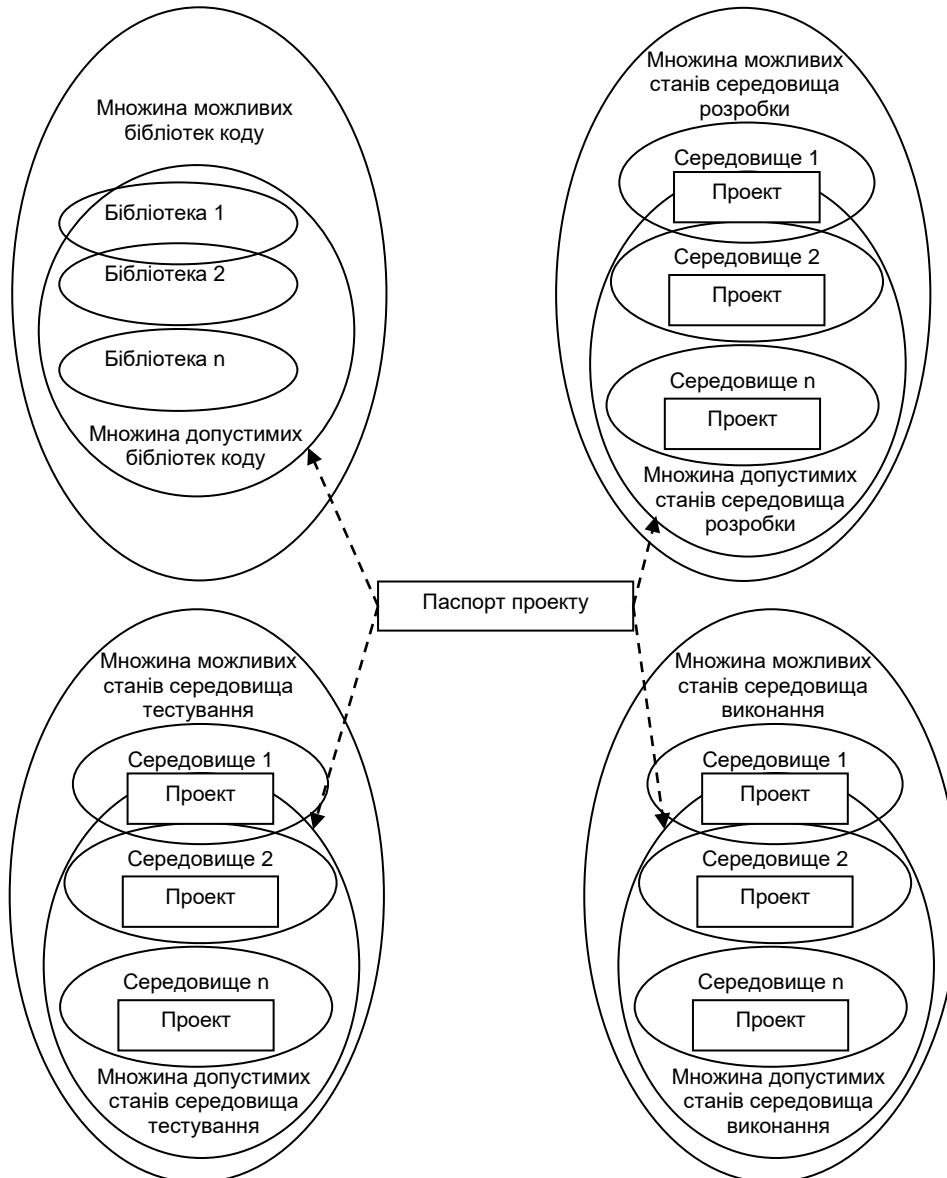 Множина можливих
бібліотек коду
Бібліотека 1
Бібліотека 2
Бібліотека n
Множина допустимих
бібліотек коду
Множина можливих
станів середовища
розробки
Середовище 1
Проект
Середовище 2
Проект
Середовище n
Проект
Множина допустимих
станів середовища
розробки
Паспорт проекту
Множина можливих
станів середовища
тестування
Середовище 1
Проект
Середовище 2
Проект
Середовище n
Проект
Множина допустимих
станів середовища
тестування
Множина можливих
станів середовища
виконання
Середовище 1
Проект
Середовище 2
Проект
Середовище n
Проект
Множина допустимих
станів середовища
виконання